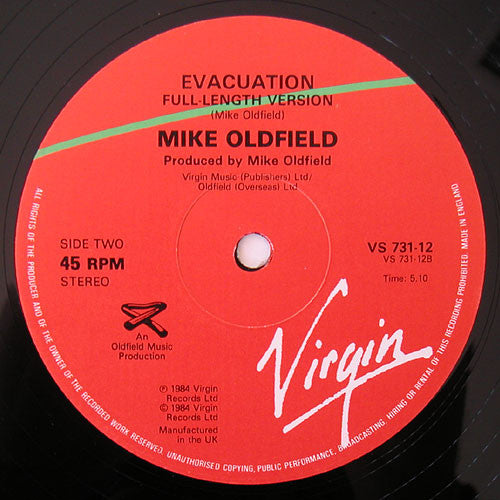 EVACUATION
FULL-LENGTH VERSION
(Mike Oldfield)
MIKE OLDFIELD
Produced by Mike Oldfield
Virgin Music (Publishers) Ltd/
Oldfield (Overseas) Ltd
SIDE TWO
45 RPM
STEREO
VS 731-12
VS 731-12B
Time: 5.10
An
Oldfield Music
Production
Virgin
℗ 1984 Virgin
Records Ltd
© 1984 Virgin
Records Ltd
Manufactured
in the UK
ALL RIGHTS OF THE PRODUCER AND OF THE OWNER OF THE RECORDED WORK RESERVED. UNAUTHORISED COPYING, PUBLIC PERFORMANCE, BROADCASTING, HIRING OR RENTAL OF THIS RECORDING PROHIBITED. MADE IN ENGLAND.